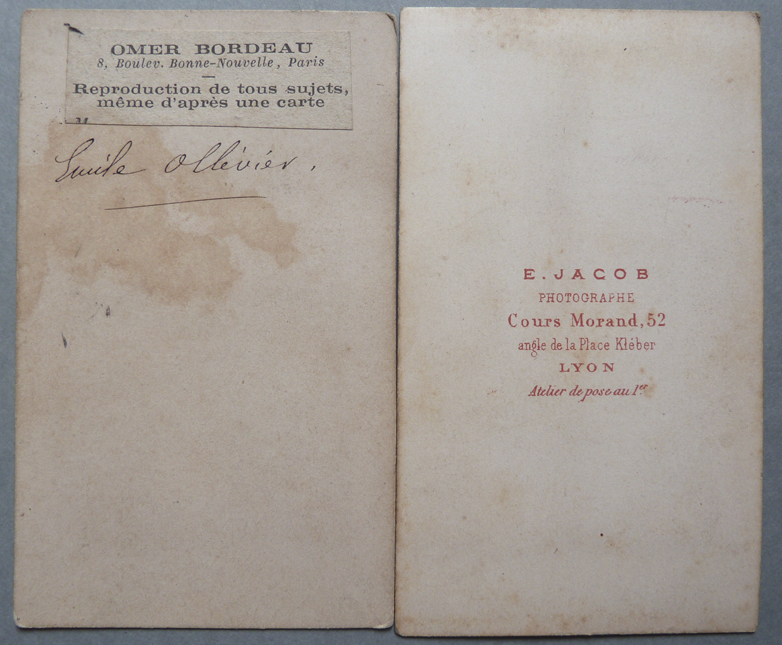 OMER BORDEAU
8, Boulev. Bonne-Nouvelle, Paris
Reproduction de tous sujets,
même d'après une carte
Emile Ollévier.
E. JACOB
PHOTOGRAPHE
Cours Morand, 52
angle de la Place Kléber
LYON
Atelier de pose au 1er